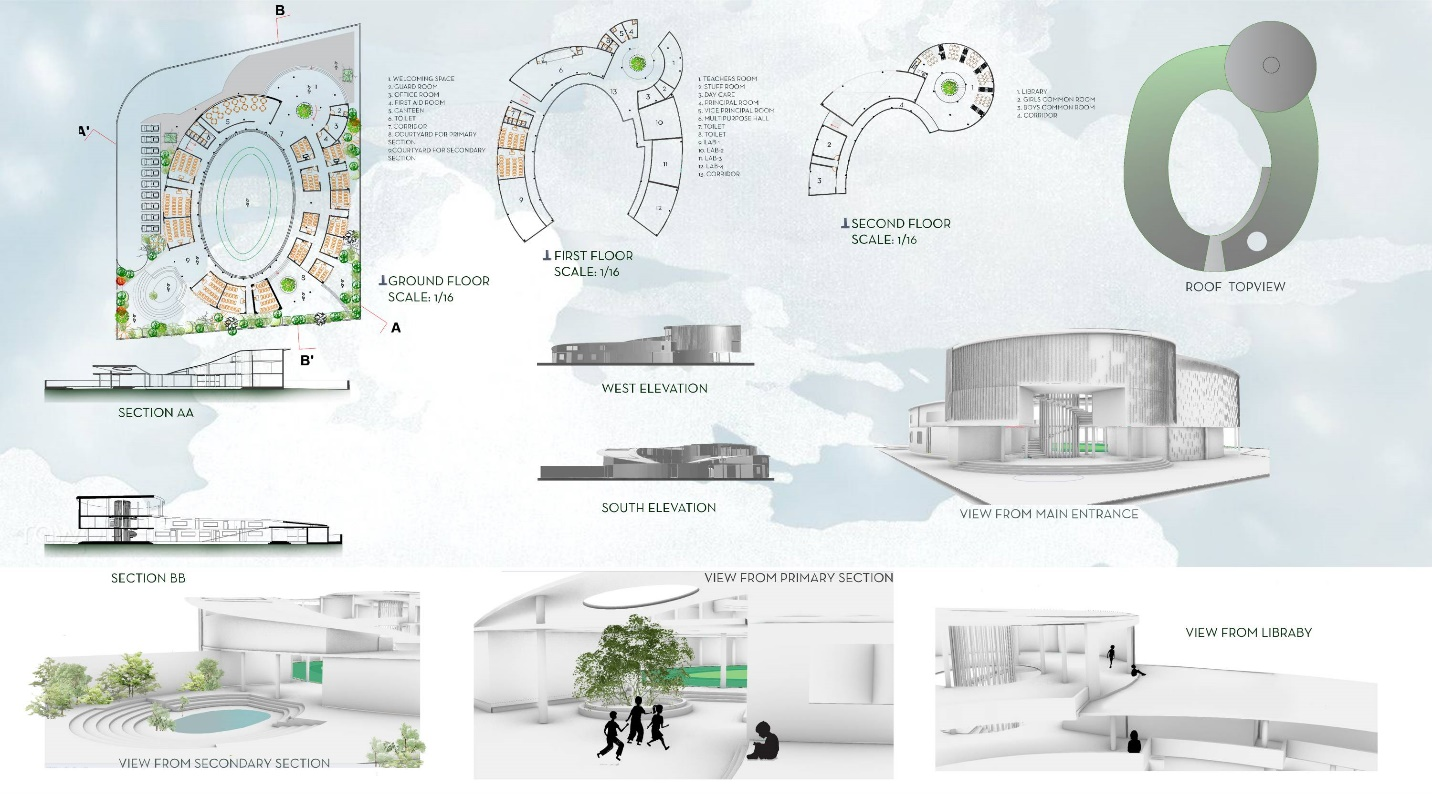 B
A'
1. WELCOMING SPACE
2. GUARD ROOM
3. OFFICE ROOM
4. FIRST AID ROOM
5. CANTEEN
6. TOILET
7. CORRIDOR
8. COURTYARD FOR PRIMARY
SECTION
9. COURTYARD FOR SECONDARY
SECTION
A
B'
GROUND FLOOR
SCALE: 1/16
1. TEACHERS ROOM
2. STUFF ROOM
3. DAY CARE
4. PRINCIPAL ROOM
5. VICE PRINCIPAL ROOM
6. MULTIPURPOSE HALL
7. TOILET
8. TOILET
9. LAB-1
10. LAB-2
11. LAB-3
12. LAB-4
13. CORRIDOR
FIRST FLOOR
SCALE: 1/16
1. LIBRARY
2. GIRLS COMMON ROOM
3. BOYS COMMON ROOM
4. CORRIDOR
SECOND FLOOR
SCALE: 1/16
ROOF TOPVIEW
SECTION AA
WEST ELEVATION
SOUTH ELEVATION
VIEW FROM MAIN ENTRANCE
SECTION BB
VIEW FROM PRIMARY SECTION
VIEW FROM LIBRABY
VIEW FROM SECONDARY SECTION